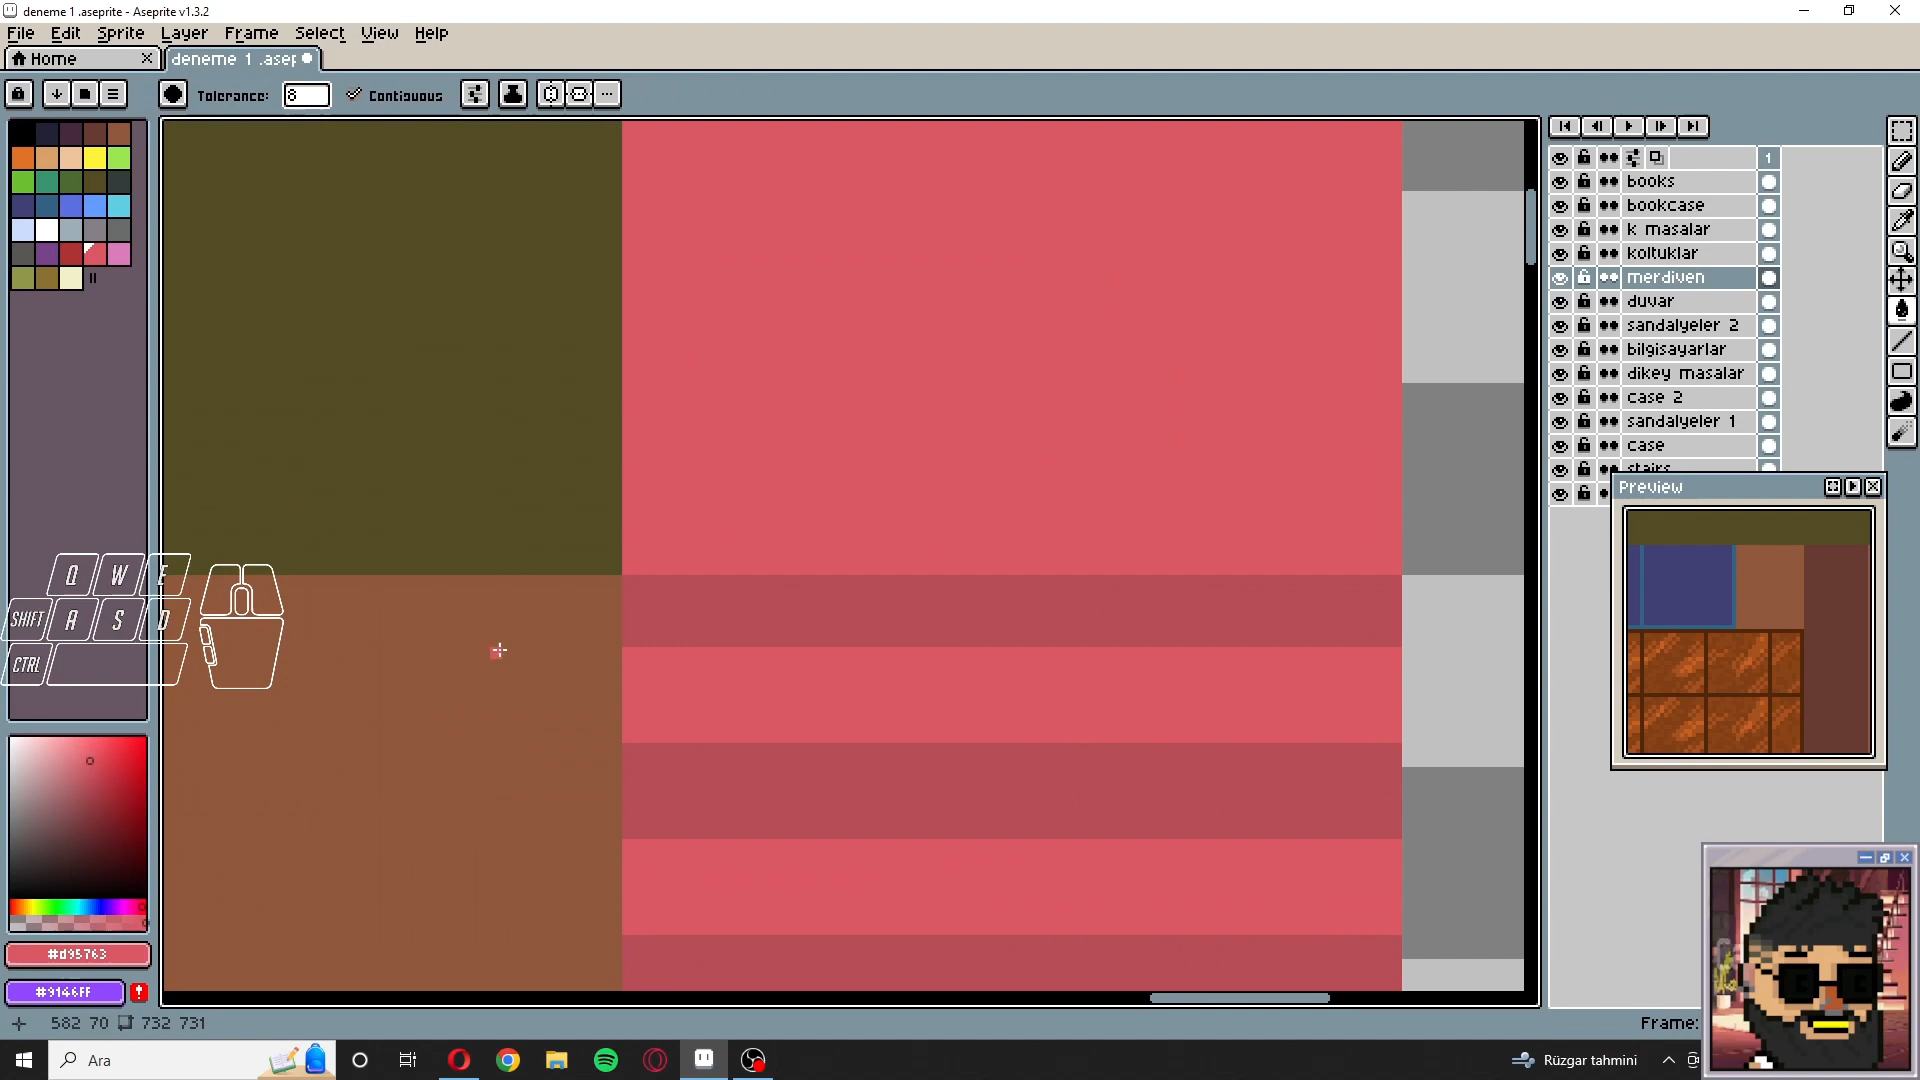 deneme 1 .aseprite - Aseprite v1.3.2
File Edit Sprite Layer Frame Select View Help
Home
deneme 1 .asep
Tolerance: 8 Contiguous
1
books
bookcase
k masalar
koltuklar
merdiven
duvar
sandalyeler 2
bilgisayarlar
dikey masalar
case 2
sandalyeler 1
case
stairs
Preview
Q W E
SHIFT A S D
CTRL
#d95763
#9146FF
582 70 732 731
Frame:
Ara
Rüzgar tahmini